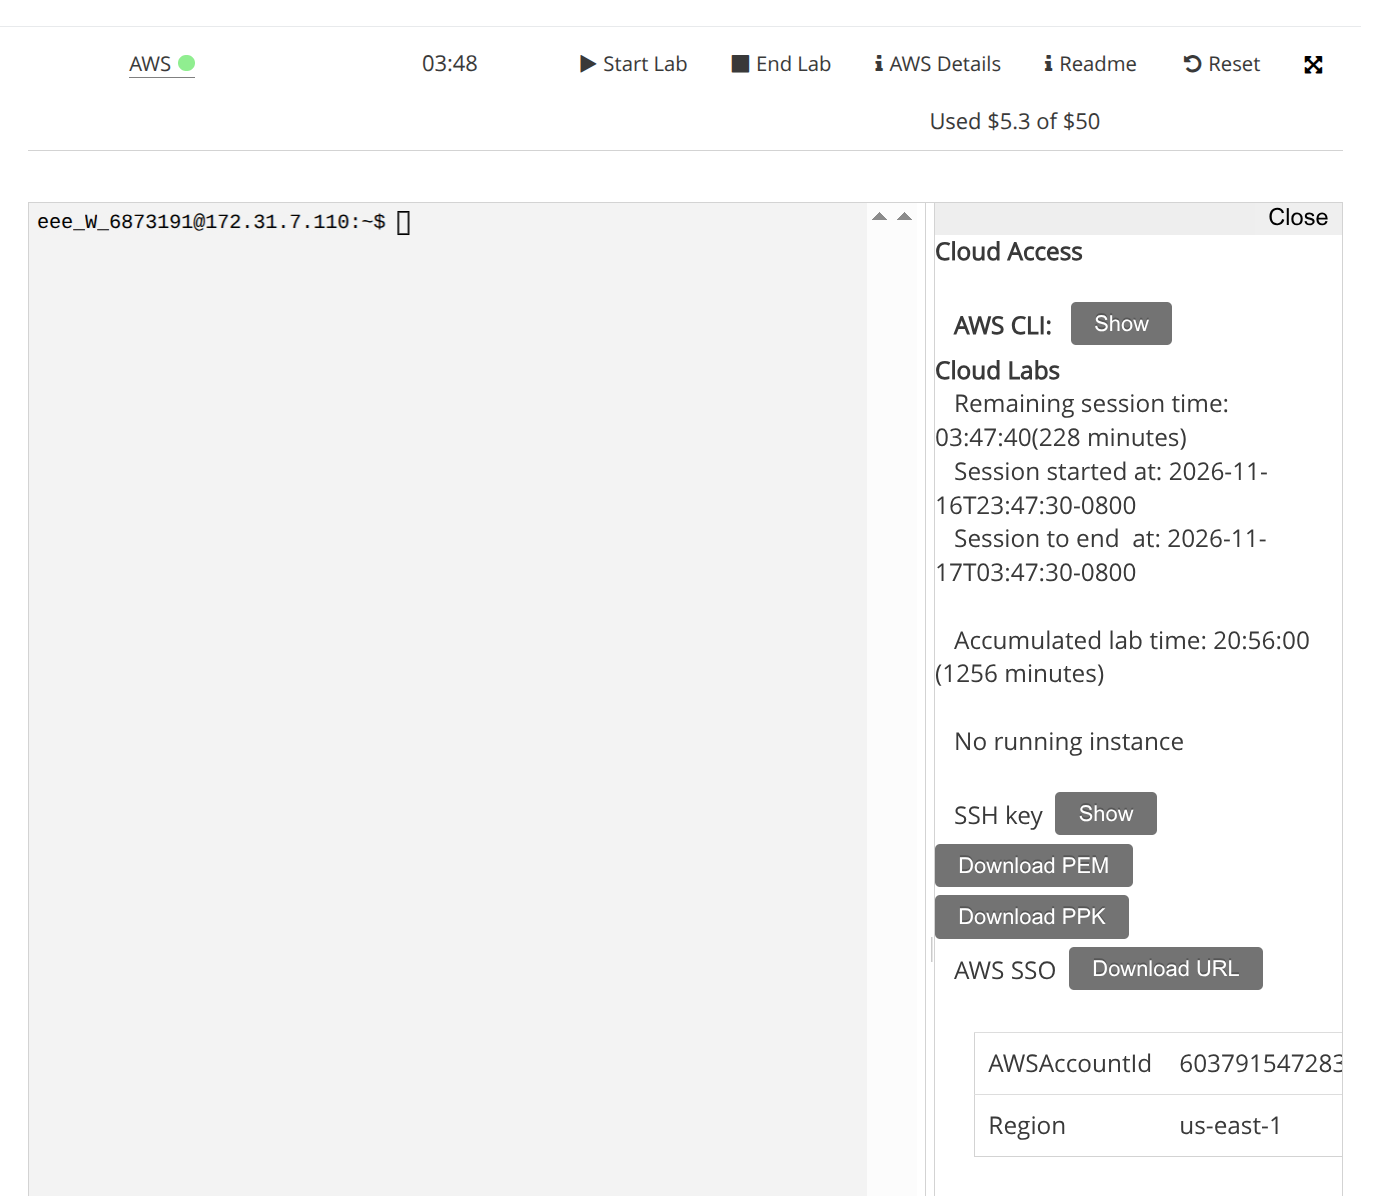 AWS
03:48
Start Lab
End Lab
AWS Details
Readme
Reset
Used $5.3 of $50
eee_W_6873191@172.31.7.110:~$
Close
Cloud Access
AWS CLI: Show
Cloud Labs
Remaining session time:
03:47:40(228 minutes)
Session started at: 2026-11-
16T23:47:30-0800
Session to end at: 2026-11-
17T03:47:30-0800
Accumulated lab time: 20:56:00
(1256 minutes)
No running instance
SSH key Show
Download PEM
Download PPK
AWS SSO Download URL
AWSAccountId 603791547283
Region us-east-1